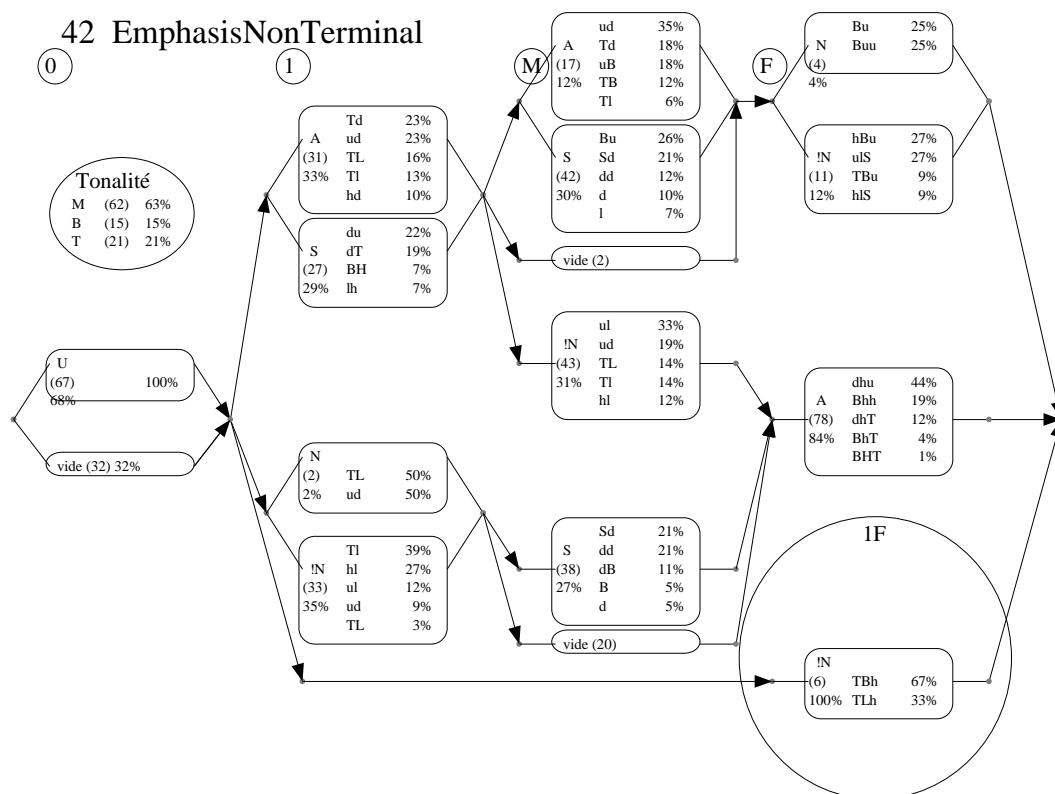 42 EmphasisNonTerminal
0
1
M
F
Tonalité
M (62) 63%
B (15) 15%
T (21) 21%
U
(67) 100%
68%
vide (32) 32%
Td 23%
A ud 23%
(31) TL 16%
33% Tl 13%
hd 10%
du 22%
S dT 19%
(27) BH 7%
29% lh 7%
N
(2) TL 50%
2% ud 50%
Tl 39%
!N hl 27%
(33) ul 12%
35% ud 9%
TL 3%
ud 35%
A Td 18%
(17) uB 18%
12% TB 12%
Tl 6%
Bu 26%
S Sd 21%
(42) dd 12%
30% d 10%
l 7%
vide (2)
ul 33%
!N ud 19%
(43) TL 14%
31% Tl 14%
hl 12%
Sd 21%
S dd 21%
(38) dB 11%
27% B 5%
d 5%
vide (20)
Bu 25%
N Buu 25%
(4)
4%
hBu 27%
!N ulS 27%
(11) TBu 9%
12% hlS 9%
dhu 44%
A Bhh 19%
(78) dhT 12%
84% BhT 4%
BHT 1%
1F
!N
(6) TBh 67%
100% TLh 33%